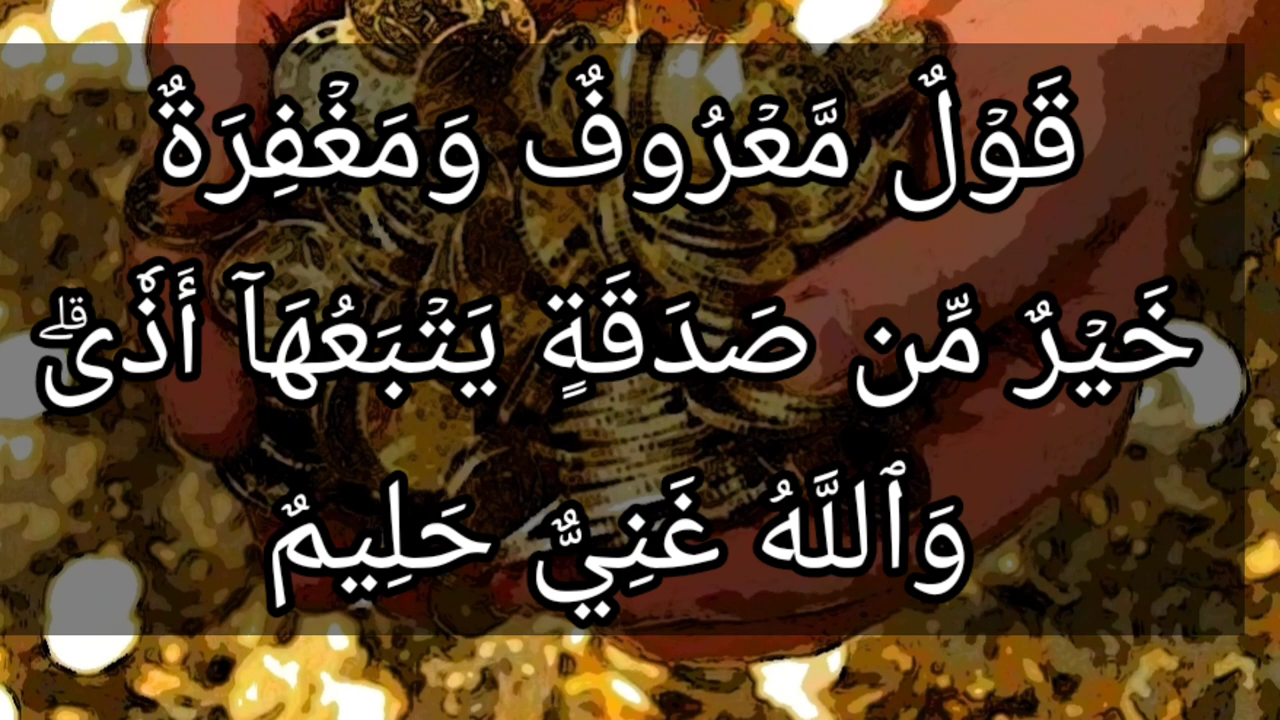 قَوۡلٌ مَّعۡرُوفٌ وَمَغۡفِرَةٌ
خَيۡرٌ مِّن صَدَقَةٍ يَتۡبَعُهَآ أَذٗىۗ
وَٱللَّهُ غَنِيٌّ حَلِيمٌ